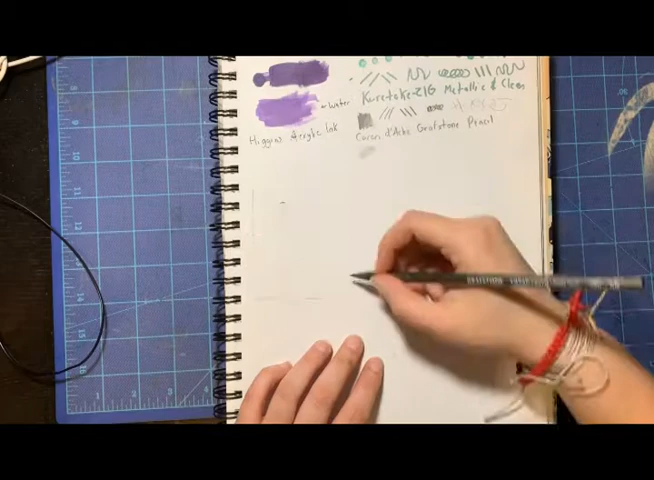 Kuretake-ZIG Metallic & Clean
- Water
Higgins Acrylic Ink
Caran d'Ache Grafstone Pencil